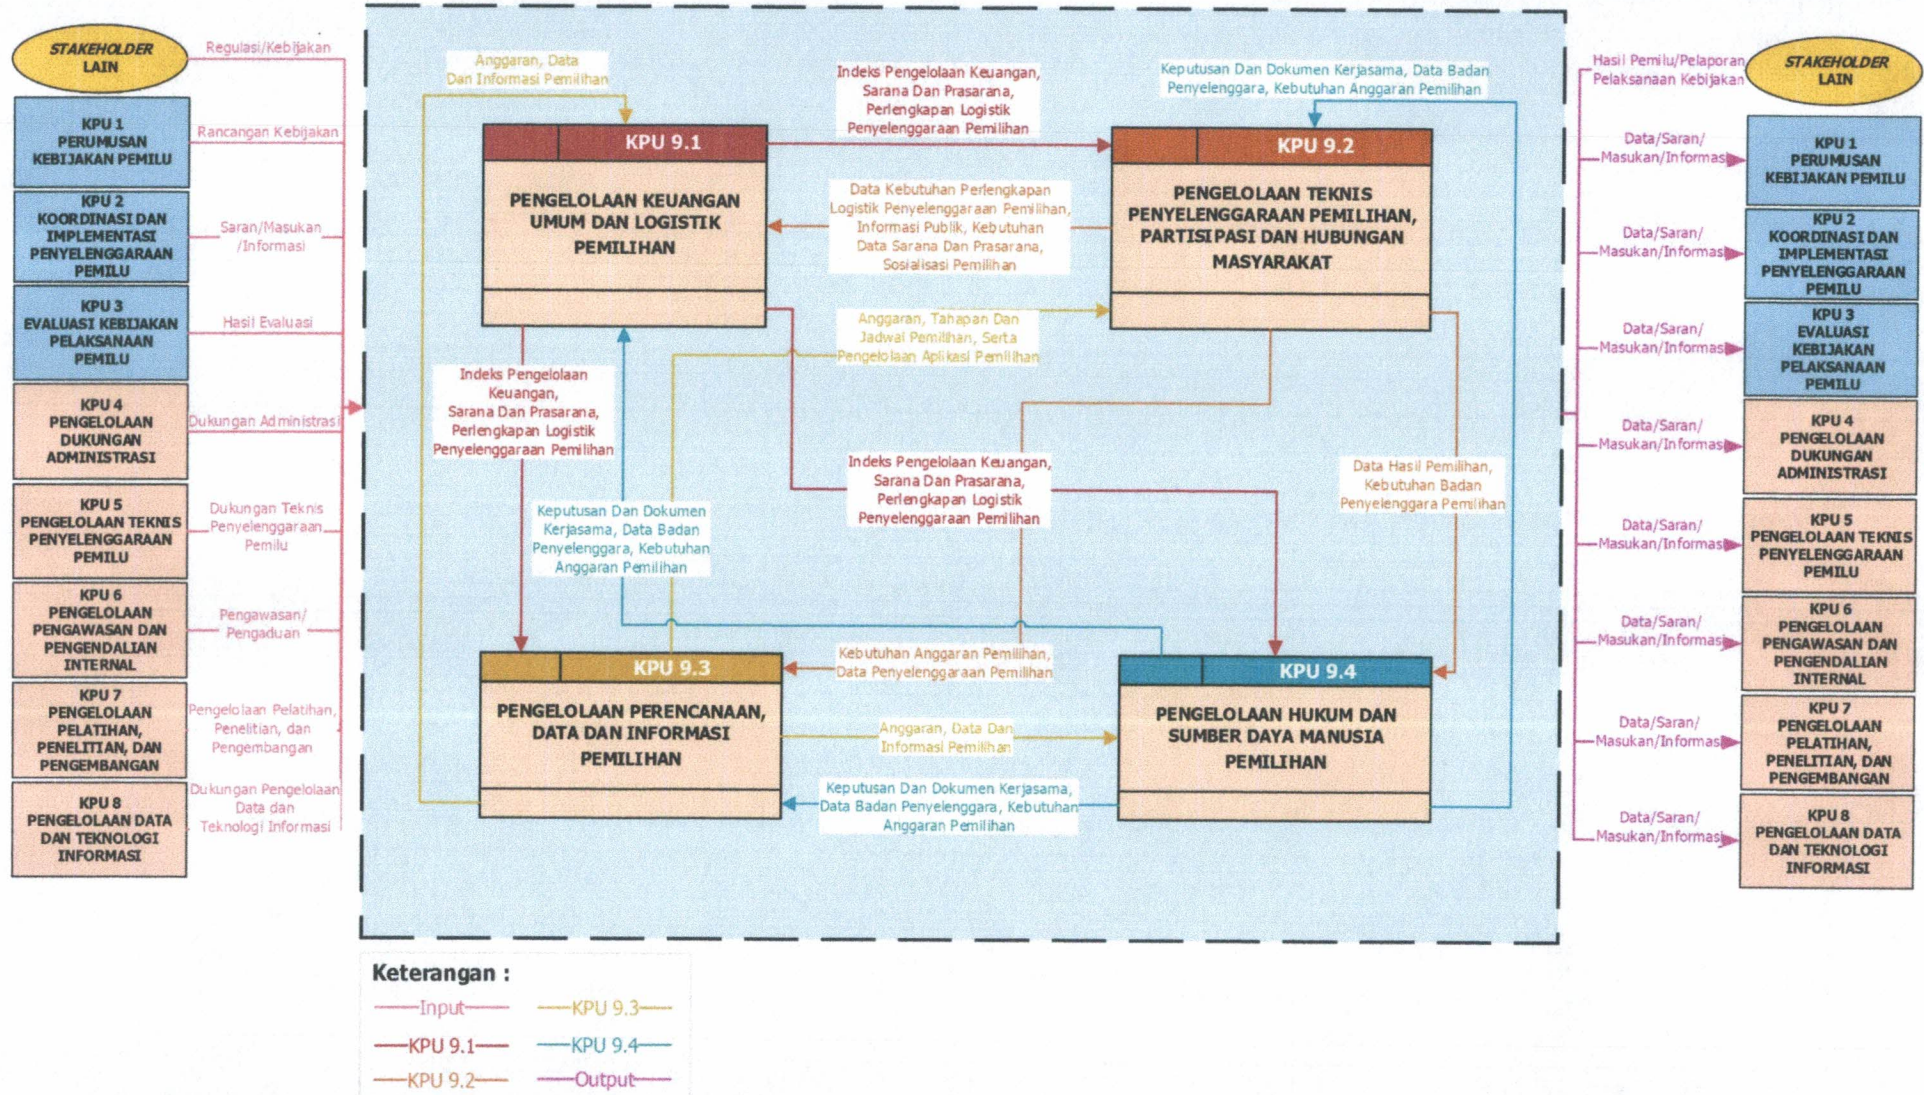 STAKEHOLDER
LAIN
Regulasi/Kebijakan
KPU 1
PERUMUSAN
KEBIJAKAN PEMILU
Rancangan Kebijakan
KPU 2
KOORDINASI DAN
IMPLEMENTASI
PENYELENGGARAAN
PEMILU
Saran/Masukan
/Informasi
KPU 3
EVALUASI KEBIJAKAN
PELAKSANAAN
PEMILU
Hasil Evaluasi
KPU 4
PENGELOLAAN
DUKUNGAN
ADMINISTRASI
Dukungan Administrasi
KPU 5
PENGELOLAAN TEKNIS
PENYELENGGARAAN
PEMILU
Dukungan Teknis
Penyelenggaraan
Pemilu
KPU 6
PENGELOLAAN
PENGAWASAN DAN
PENGENDALIAN
INTERNAL
Pengawasan/
Pengaduan
KPU 7
PENGELOLAAN
PELATIHAN,
PENELITIAN, DAN
PENGEMBANGAN
Pengelolaan Pelatihan,
Penelitian, dan
Pengembangan
KPU 8
PENGELOLAAN DATA
DAN TEKNOLOGI
INFORMASI
Dukungan Pengelolaan
Data dan
Teknologi Informasi
Anggaran, Data
Dan Informasi Pemilihan
KPU 9.1
PENGELOLAAN KEUANGAN
UMUM DAN LOGISTIK
PEMILIHAN
Indeks Pengelolaan Keuangan,
Sarana Dan Prasarana,
Perlengkapan Logistik
Penyelenggaraan Pemilihan
Keputusan Dan Dokumen Kerjasama, Data Badan
Penyelenggara, Kebutuhan Anggaran Pemilihan
KPU 9.2
PENGELOLAAN TEKNIS
PENYELENGGARAAN PEMILIHAN,
PARTISIPASI DAN HUBUNGAN
MASYARAKAT
Data Kebutuhan Perlengkapan
Logistik Penyelenggaraan Pemilihan,
Informasi Publik, Kebutuhan
Data Sarana Dan Prasarana,
Sosialisasi Pemilihan
Anggaran, Tahapan Dan
Jadwal Pemilihan, Serta
Pengelolaan Aplikasi Pemilihan
Indeks Pengelolaan
Keuangan,
Sarana Dan Prasarana,
Perlengkapan Logistik
Penyelenggaraan Pemilihan
Indeks Pengelolaan Keuangan,
Sarana Dan Prasarana,
Perlengkapan Logistik
Penyelenggaraan Pemilihan
Data Hasil Pemilihan,
Kebutuhan Badan
Penyelenggara Pemilihan
Keputusan Dan Dokumen
Kerjasama, Data Badan
Penyelenggara, Kebutuhan
Anggaran Pemilihan
KPU 9.3
PENGELOLAAN PERENCANAAN,
DATA DAN INFORMASI
PEMILIHAN
Kebutuhan Anggaran Pemilihan,
Data Penyelenggaraan Pemilihan
KPU 9.4
PENGELOLAAN HUKUM DAN
SUMBER DAYA MANUSIA
PEMILIHAN
Anggaran, Data Dan
Informasi Pemilihan
Keputusan Dan Dokumen Kerjasama,
Data Badan Penyelenggara, Kebutuhan
Anggaran Pemilihan
Hasil Pemilu/Pelaporan
Pelaksanaan Kebijakan
STAKEHOLDER
LAIN
Data/Saran/
Masukan/Informasi
KPU 1
PERUMUSAN
KEBIJAKAN PEMILU
Data/Saran/
Masukan/Informasi
KPU 2
KOORDINASI DAN
IMPLEMENTASI
PENYELENGGARAAN
PEMILU
Data/Saran/
Masukan/Informasi
KPU 3
EVALUASI
KEBIJAKAN
PELAKSANAAN
PEMILU
Data/Saran/
Masukan/Informasi
KPU 4
PENGELOLAAN
DUKUNGAN
ADMINISTRASI
Data/Saran/
Masukan/Informasi
KPU 5
PENGELOLAAN TEKNIS
PENYELENGGARAAN
PEMILU
Data/Saran/
Masukan/Informasi
KPU 6
PENGELOLAAN
PENGAWASAN DAN
PENGENDALIAN
INTERNAL
Data/Saran/
Masukan/Informasi
KPU 7
PENGELOLAAN
PELATIHAN,
PENELITIAN, DAN
PENGEMBANGAN
Data/Saran/
Masukan/Informasi
KPU 8
PENGELOLAAN DATA
DAN TEKNOLOGI
INFORMASI
Keterangan :
Input
KPU 9.3
KPU 9.1
KPU 9.4
KPU 9.2
Output